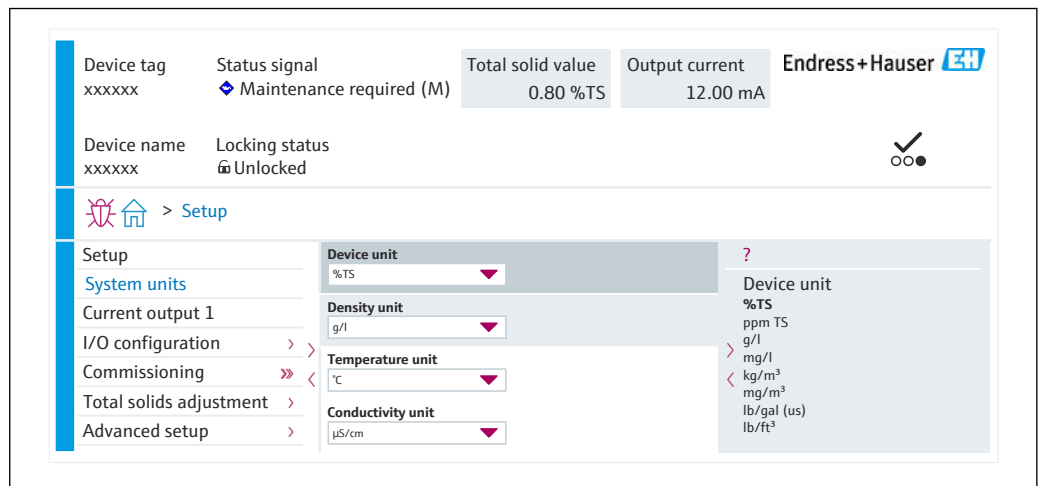 Device tag
xxxxxx
Status signal
Maintenance required (M)
Total solid value
0.80 %TS
Output current
12.00 mA
Endress+Hauser EH
Device name
xxxxxx
Locking status
Unlocked
> Setup
Setup
System units
Current output 1
I/O configuration >
Commissioning >>
Total solids adjustment >
Advanced setup >
>
<
Device unit
%TS
Density unit
g/l
Temperature unit
°C
Conductivity unit
µS/cm
>
<
?
Device unit
%TS
ppm TS
g/l
mg/l
kg/m³
mg/m³
lb/gal (us)
lb/ft³